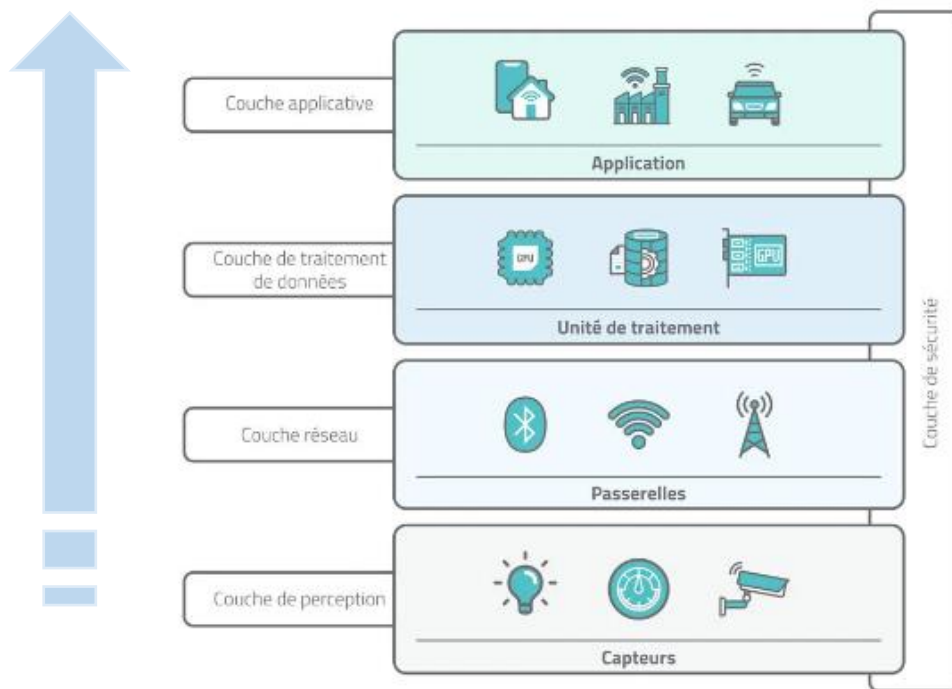 Couche applicative
Application
Couche de traitement
de données
GPU
GPU
Unité de traitement
Couche réseau
Passerelles
Couche de perception
Capteurs
Couche de sécurité